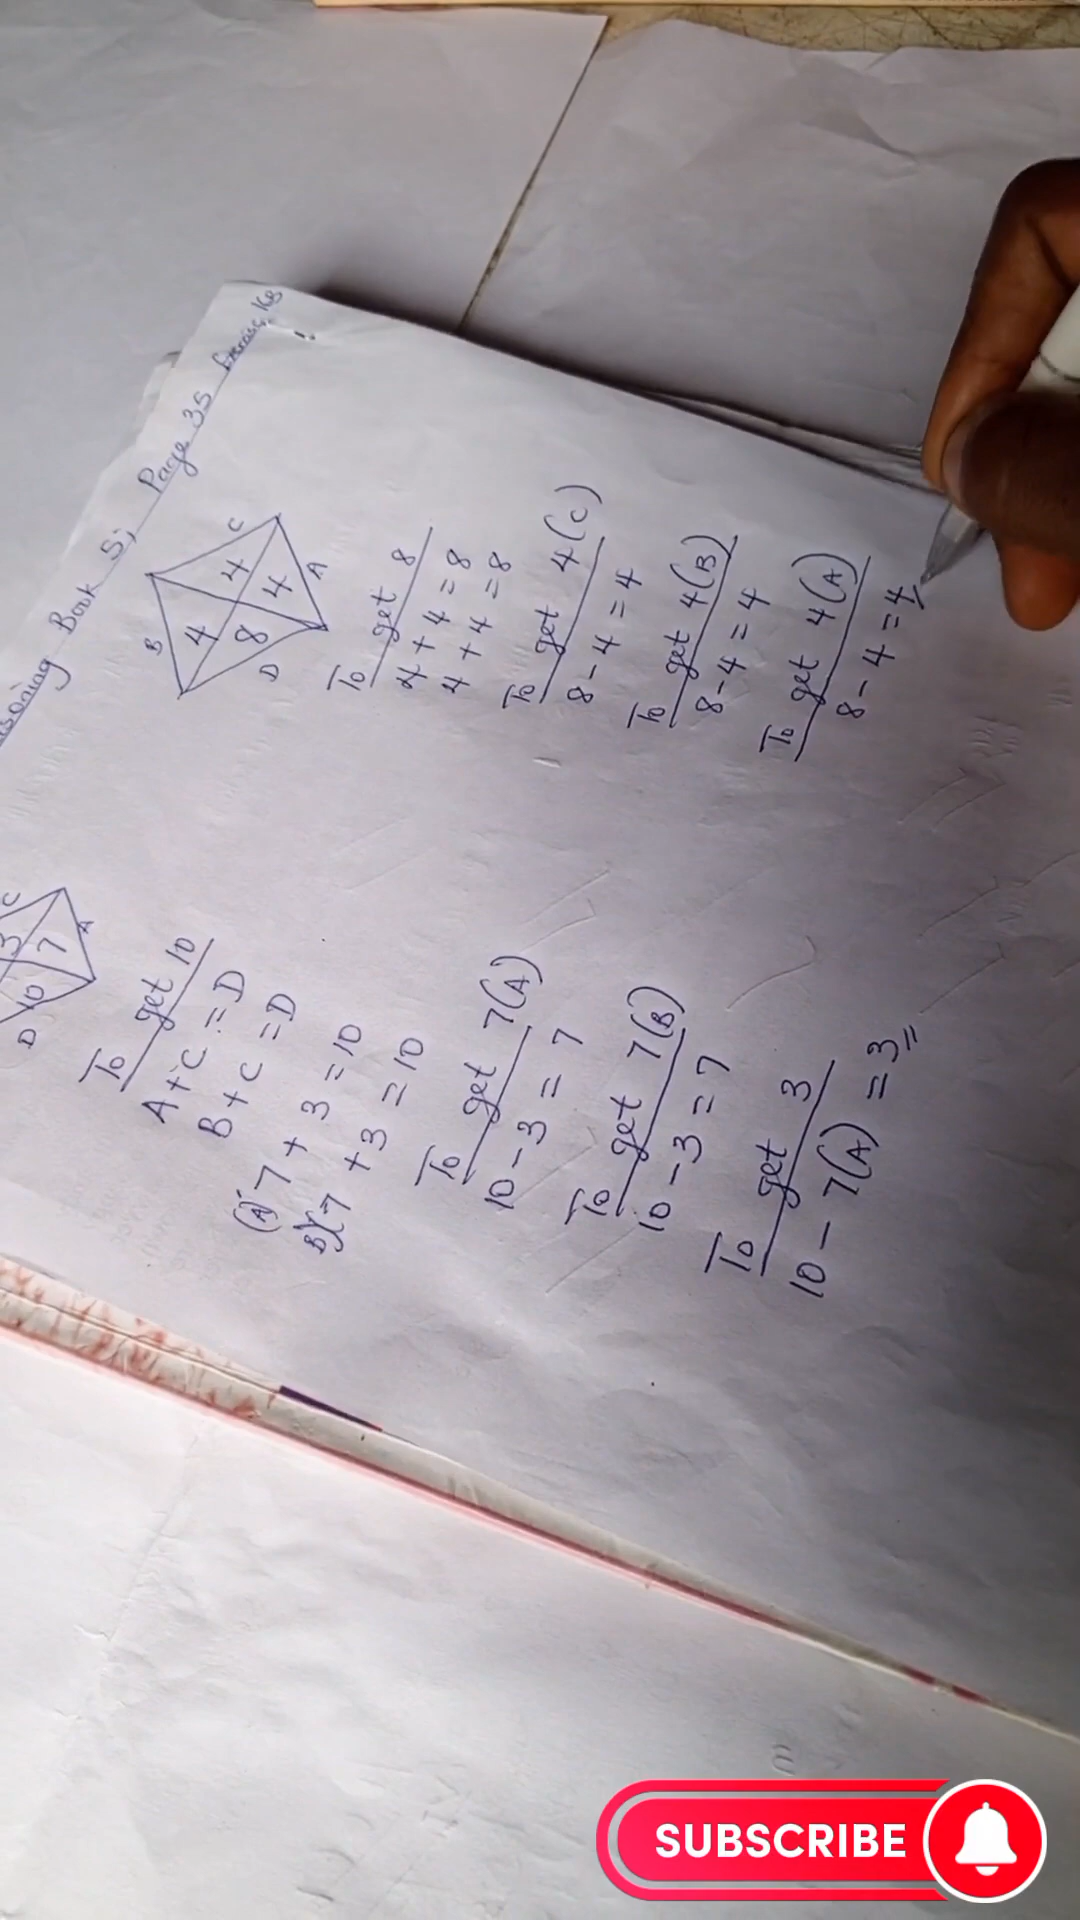 soning Book 5; Page 35 Exercise
C
3
7
A
10
D
To get 10
A + C = D
B + C = D
(A) 7 + 3 = 10
B) 7 + 3 = 10
To get 7(A)
10 - 3 = 7
To get 7(B)
10 - 3 = 7
To get 3
10 - 7(A) = 3
B
C
4
4
8
4
D
A
To get 8
4 + 4 = 8
4 + 4 = 8
To get 4(C)
8 - 4 = 4
To get 4(B)
8 - 4 = 4
To get 4(A)
8 - 4 = 4
SUBSCRIBE